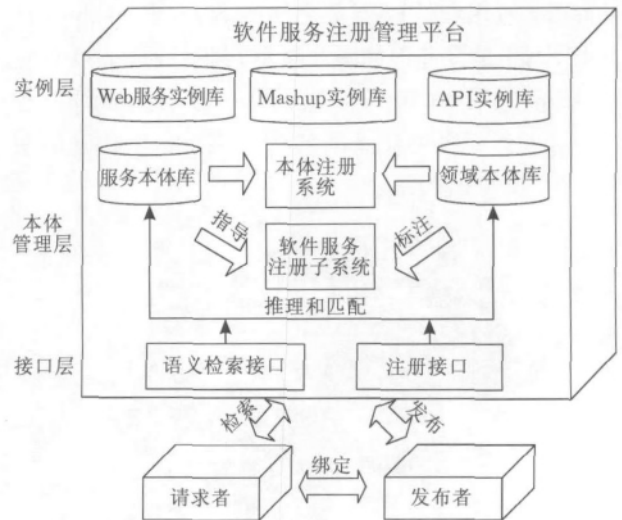 软件服务注册管理平台
实例层
Web服务实例库
Mashup实例库
API实例库
服务本体库
本体注册
系统
领域本体库
本体
管理层
指导
软件服务
注册子系统
标注
推理和匹配
接口层
语义检索接口
注册接口
检索
发布
绑定
请求者
发布者